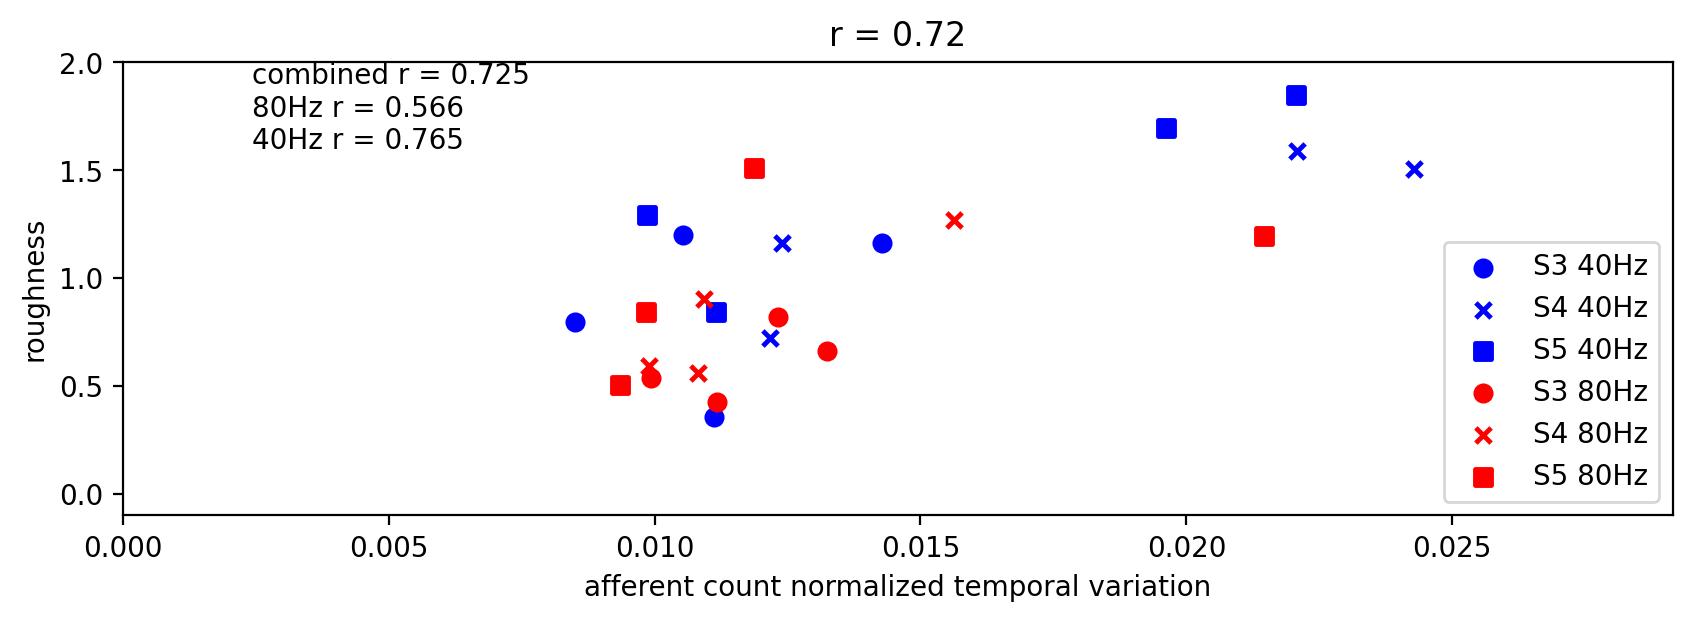 r = 0.72
combined r = 0.725
80Hz r = 0.566
40Hz r = 0.765
2.0
1.5
1.0
0.5
0.0
roughness
S3 40Hz
S4 40Hz
S5 40Hz
S3 80Hz
S4 80Hz
S5 80Hz
0.000 0.005 0.010 0.015 0.020 0.025
afferent count normalized temporal variation